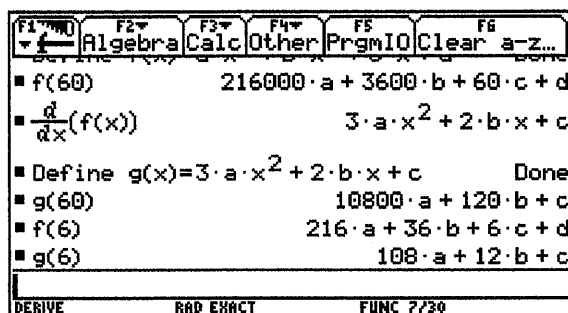 F1 F2 F3 F4 F5 F6
Algebra Calc Other PrgmIO Clear a-z…
▪ f(60) 216000·a + 3600·b + 60·c + d
▪ d/dx(f(x)) 3·a·x² + 2·b·x + c
▪ Define g(x)=3·a·x² + 2·b·x + c Done
▪ g(60) 10800·a + 120·b + c
▪ f(6) 216·a + 36·b + 6·c + d
▪ g(6) 108·a + 12·b + c
DERIVE RAD EXACT FUNC 7/30